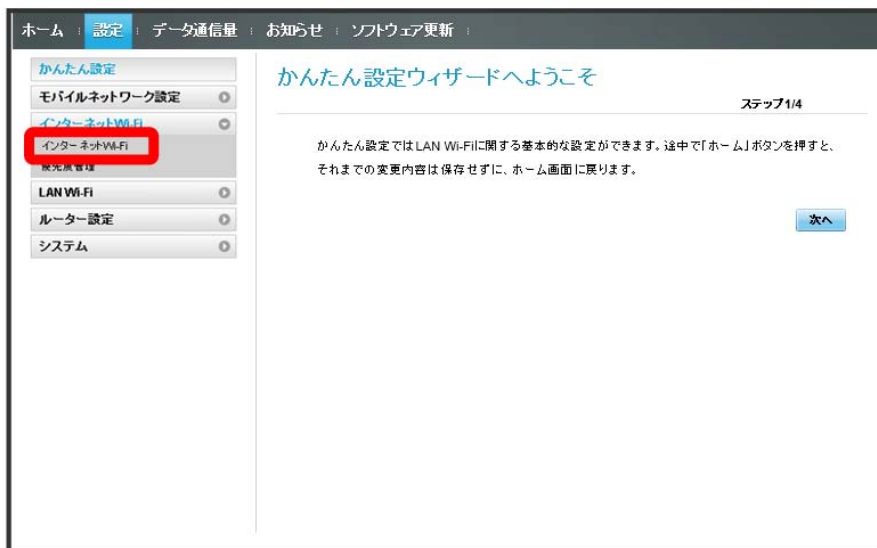 ホーム 設定 データ通信量 お知らせ ソフトウェア更新
かんたん設定
モバイルネットワーク設定
インターネットWi-Fi
インターネットWi-Fi
優先度管理
LAN Wi-Fi
ルーター設定
システム
かんたん設定ウィザードへようこそ
ステップ1/4
かんたん設定ではLAN Wi-Fiに関する基本的な設定ができます。途中で「ホーム」ボタンを押すと、
それまでの変更内容は保存せずに、ホーム画面に戻ります。
次へ